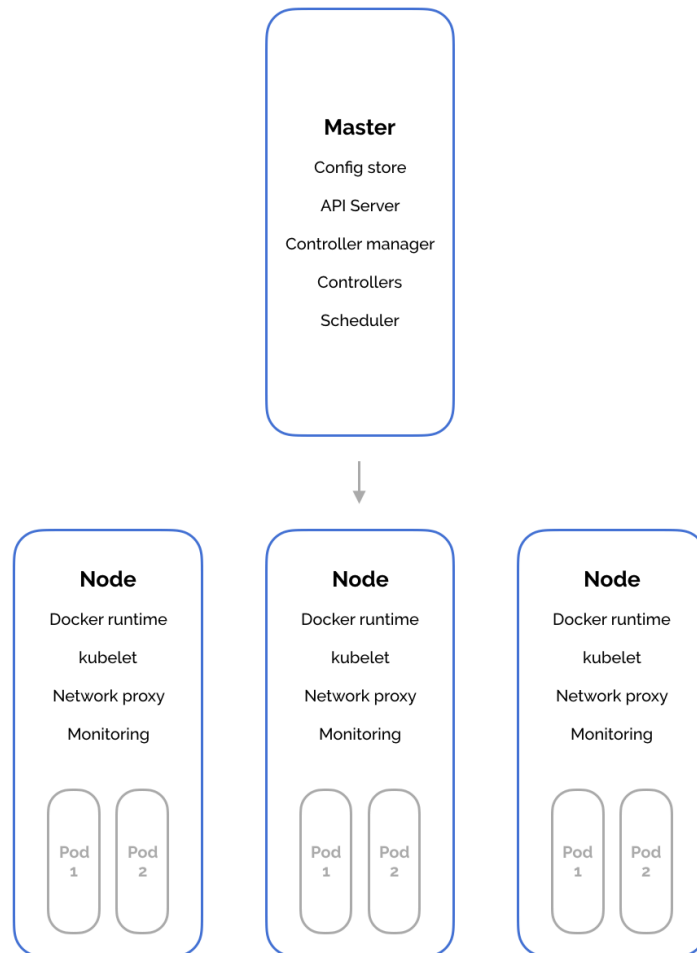 Master
Config store
API Server
Controller manager
Controllers
Scheduler
Node
Docker runtime
kubelet
Network proxy
Monitoring
Pod
1
Pod
2
Node
Docker runtime
kubelet
Network proxy
Monitoring
Pod
1
Pod
2
Node
Docker runtime
kubelet
Network proxy
Monitoring
Pod
1
Pod
2